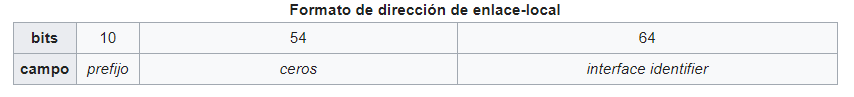 Formato de dirección de enlace-local
bits 10 54 64
campo prefijo ceros interface identifier